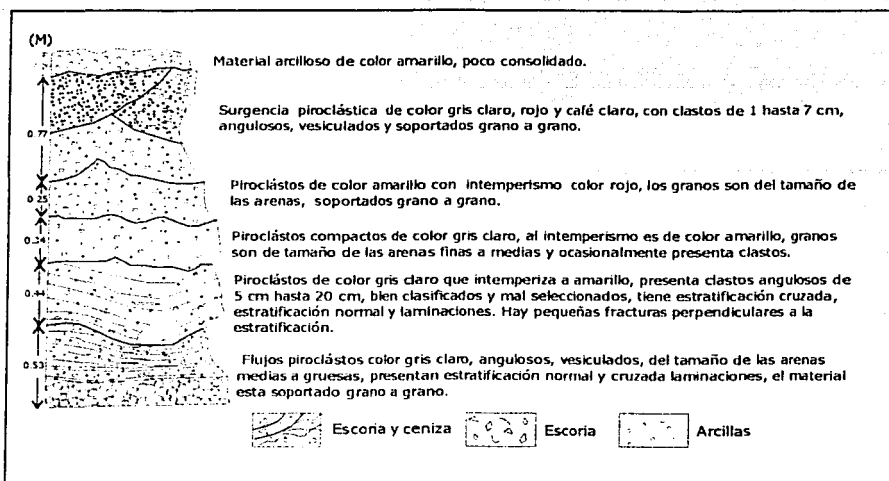 (M)
Material arcilloso de color amarillo, poco consolidado.
Surgencia piroclástica de color gris claro, rojo y café claro, con clastos de 1 hasta 7 cm,
angulosos, vesiculados y soportados grano a grano.
0.77
Piroclástos de color amarillo con intemperismo color rojo, los granos son del tamaño de
las arenas, soportados grano a grano.
0.25
Piroclástos compactos de color gris claro, al intemperismo es de color amarillo, granos
son de tamaño de las arenas finas a medias y ocasionalmente presenta clastos.
Piroclástos de color gris claro que intemperiza a amarillo, presenta clastos angulosos de
5 cm hasta 20 cm, bien clasificados y mal seleccionados, tiene estratificación cruzada,
estratificación normal y laminaciones. Hay pequeñas fracturas perpendiculares a la
estratificación.
0.44
Flujos piroclástos color gris claro, angulosos, vesiculados, del tamaño de las arenas
medias a gruesas, presentan estratificación normal y cruzada laminaciones, el material
esta soportado grano a grano.
0.53
Escoria y ceniza
Escoria
Arcillas